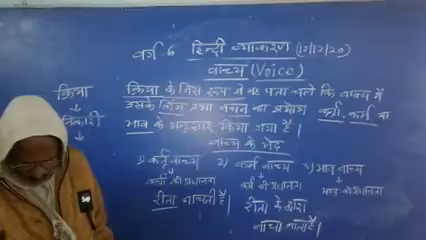 वर्ग 6 हिन्दी व्याकरण (10/12/20)
वाच्य (Voice)
क्रिया के जिस रूप से यह पता चले कि वाक्य में
उसके लिंग तथा वचन का प्रयोग कर्त्ता, कर्म या
भाव के अनुसार किया गया है।
क्रिया
विकारी
वाच्य के भेद
1) कर्तृवाच्य 2) कर्म वाच्य 3) भाव वाच्य
कर्त्ता की प्रधानता कर्म की प्रधानता भाव की प्रधानता
रीता नाचती है। रीता के द्वारा
नाचा जाता है।